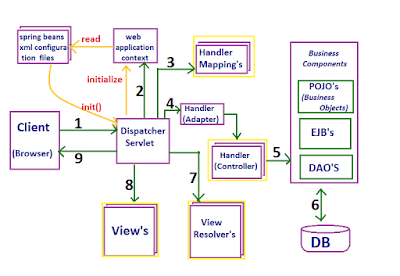 spring beans
xml configura-
tion files
read
web
application
context
initialize
init()
2
3
Handler
Mapping's
4
Handler
(Adapter)
Client
(Browser)
1
9
Dispatcher
Servlet
Handler
(Controller)
5
Business
Components
POJO's
(Business
Objects)
EJB's
DAO'S
6
DB
8
7
View's
View
Resolver's